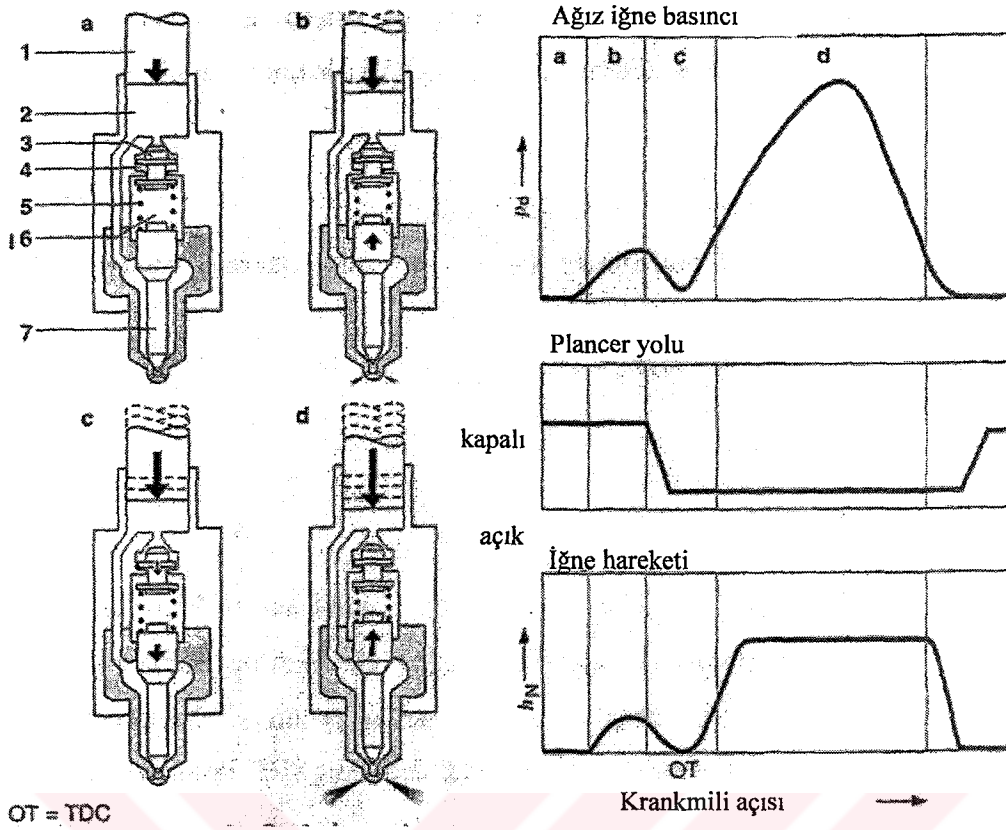 a
b
1
2
3
4
5
6
7
c
d
OT = TDC
Ağız iğne basıncı
a b c d
Pd
Plancer yolu
kapalı
açık
İğne hareketi
hN
OT
Krankmili açısı